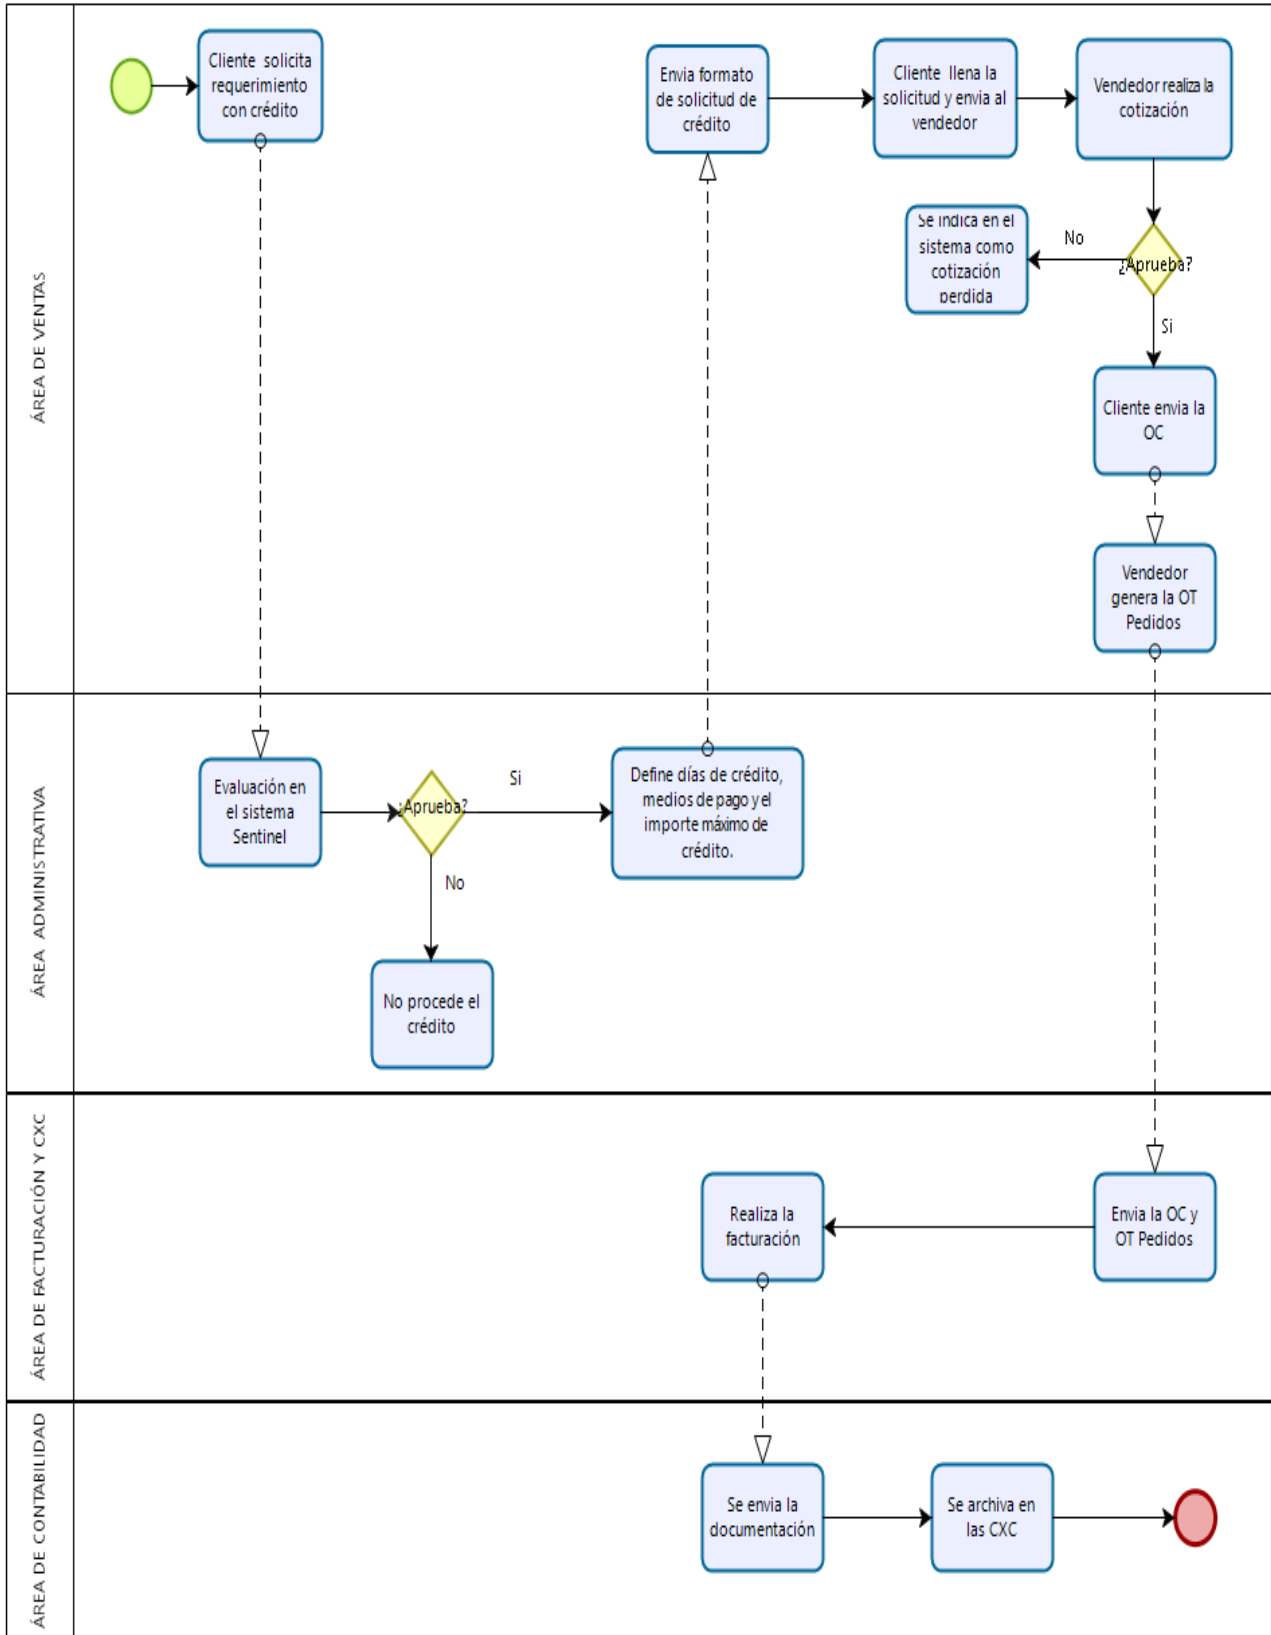 ÁREA DE VENTAS
Cliente solicita
requerimiento
con crédito
Envia formato
de solicitud de
crédito
Cliente llena la
solicitud y envia al
vendedor
Vendedor realiza la
cotización
¿Aprueba?
No
Se indica en el
sistema como
cotización
perdida
Si
Cliente envia la
OC
Vendedor
genera la OT
Pedidos
ÁREA ADMINISTRATIVA
Evaluación en
el sistema
Sentinel
¿Aprueba?
Si
Define días de crédito,
medios de pago y el
importe máximo de
crédito.
No
No procede el
crédito
ÁREA DE FACTURACIÓN Y CXC
Envia la OC y
OT Pedidos
Realiza la
facturación
ÁREA DE CONTABILIDAD
Se envia la
documentación
Se archiva en
las CXC